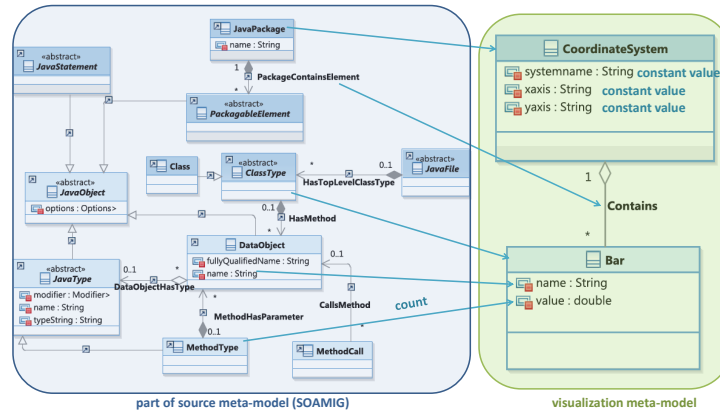 JavaPackage
name : String
«abstract»
JavaStatement
1
PackageContainsElement
*
«abstract»
PackagableElement
Class
«abstract»
ClassType
*
0..1
HasTopLevelClassType
«abstract»
JavaFile
«abstract»
JavaObject
options : Options>
0..1
HasMethod
*
DataObject
fullyQualifiedName : String
name : String
0..1
«abstract»
JavaType
modifier : Modifier>
name : String
typeString : String
0..1
*
DataObjectHasType
*
MethodHasParameter
0..1
CallsMethod
*
MethodType
MethodCall
part of source meta-model (SOAMIG)
count
CoordinateSystem
systemname : String constant value
xaxis : String constant value
yaxis : String constant value
1
Contains
*
Bar
name : String
value : double
visualization meta-model